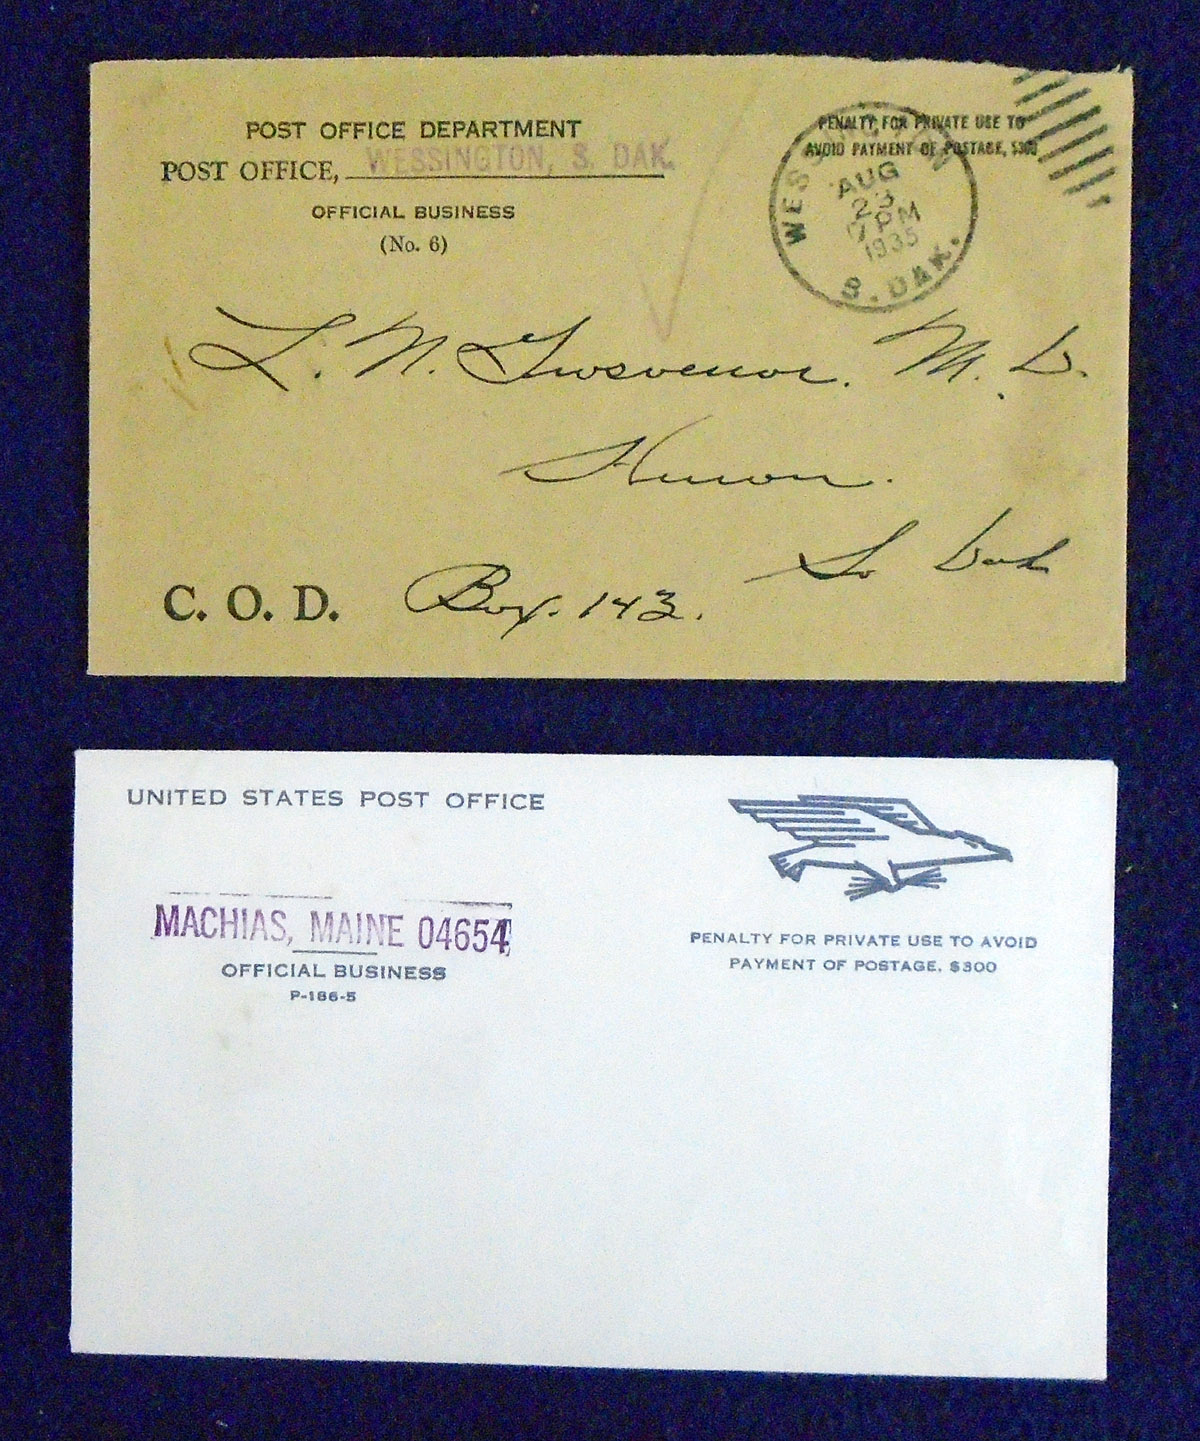 POST OFFICE DEPARTMENT
POST OFFICE, WESSINGTON, S. DAK.
OFFICIAL BUSINESS
(No. 6)
PENALTY FOR PRIVATE USE TO
AVOID PAYMENT OF POSTAGE, $300
WESSINGTON
AUG
23
7 PM
1935
S. DAK.
L. N. Grosvenor. M. D.
Huron.
So Dak
C. O. D. Box. 143.
UNITED STATES POST OFFICE
MACHIAS, MAINE 04654
OFFICIAL BUSINESS
P-186-5
PENALTY FOR PRIVATE USE TO AVOID
PAYMENT OF POSTAGE, $300